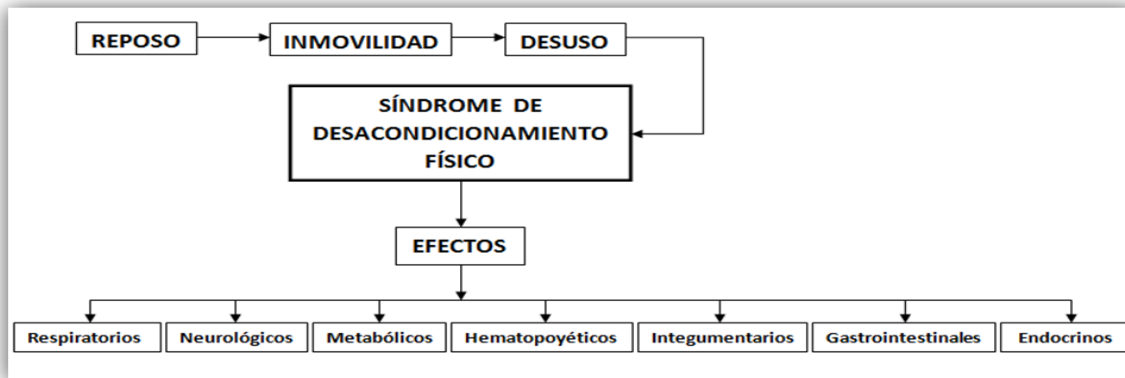 REPOSO
INMOVILIDAD
DESUSO
SÍNDROME DE
DESACONDICIONAMIENTO
FÍSICO
EFECTOS
Respiratorios
Neurológicos
Metabólicos
Hematopoyéticos
Integumentarios
Gastrointestinales
Endocrinos